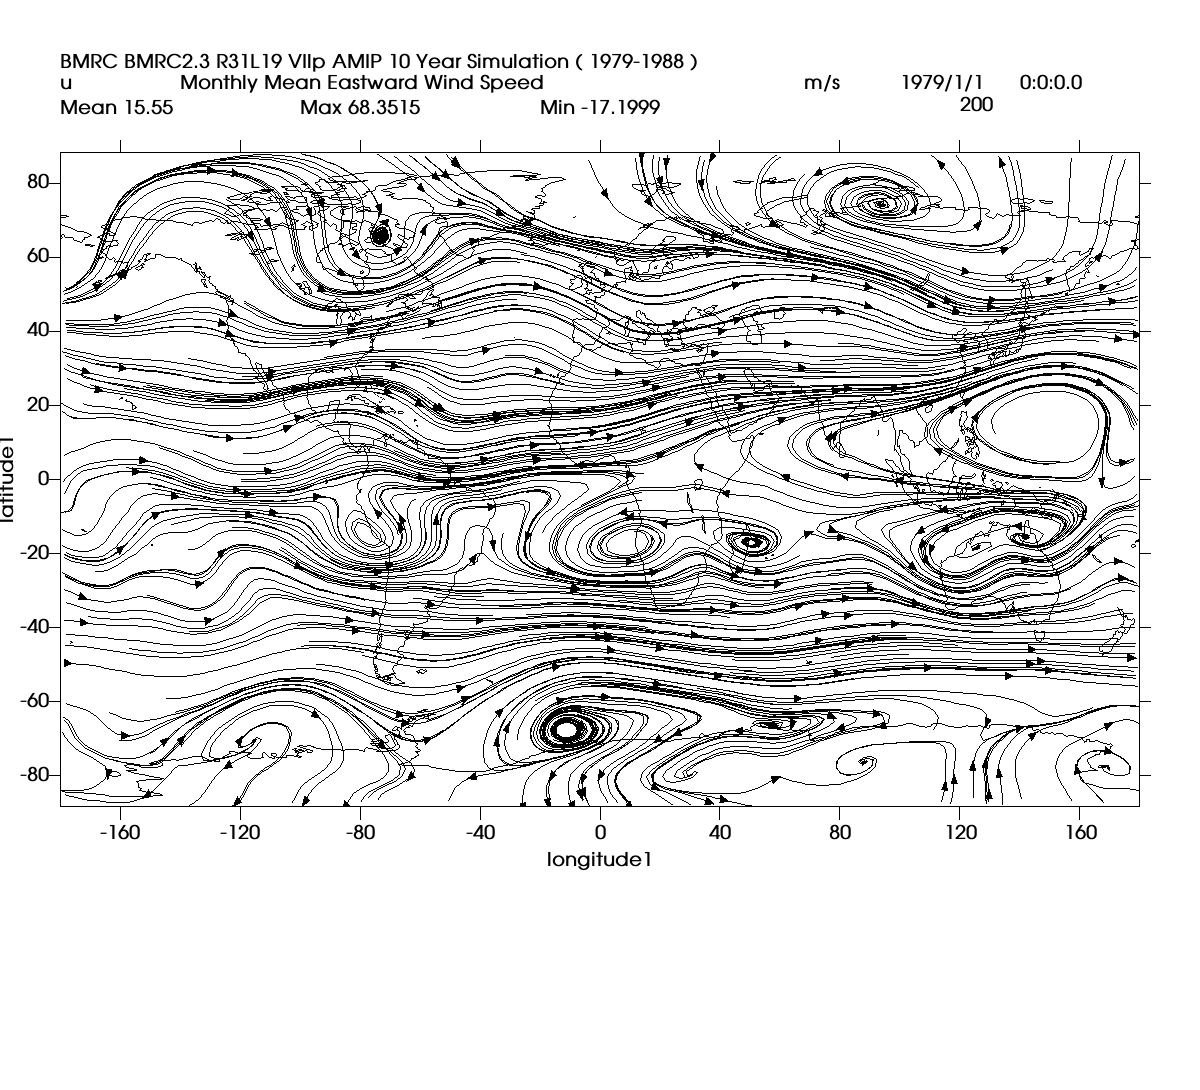 BMRC BMRC2.3 R31L19 VIIp AMIP 10 Year Simulation ( 1979-1988 )
u Monthly Mean Eastward Wind Speed m/s 1979/1/1 0:0:0.0
Mean 15.55 Max 68.3515 Min -17.1999 200
80
60
40
20
0
-20
-40
-60
-80
latitude1
-160 -120 -80 -40 0 40 80 120 160
longitude1